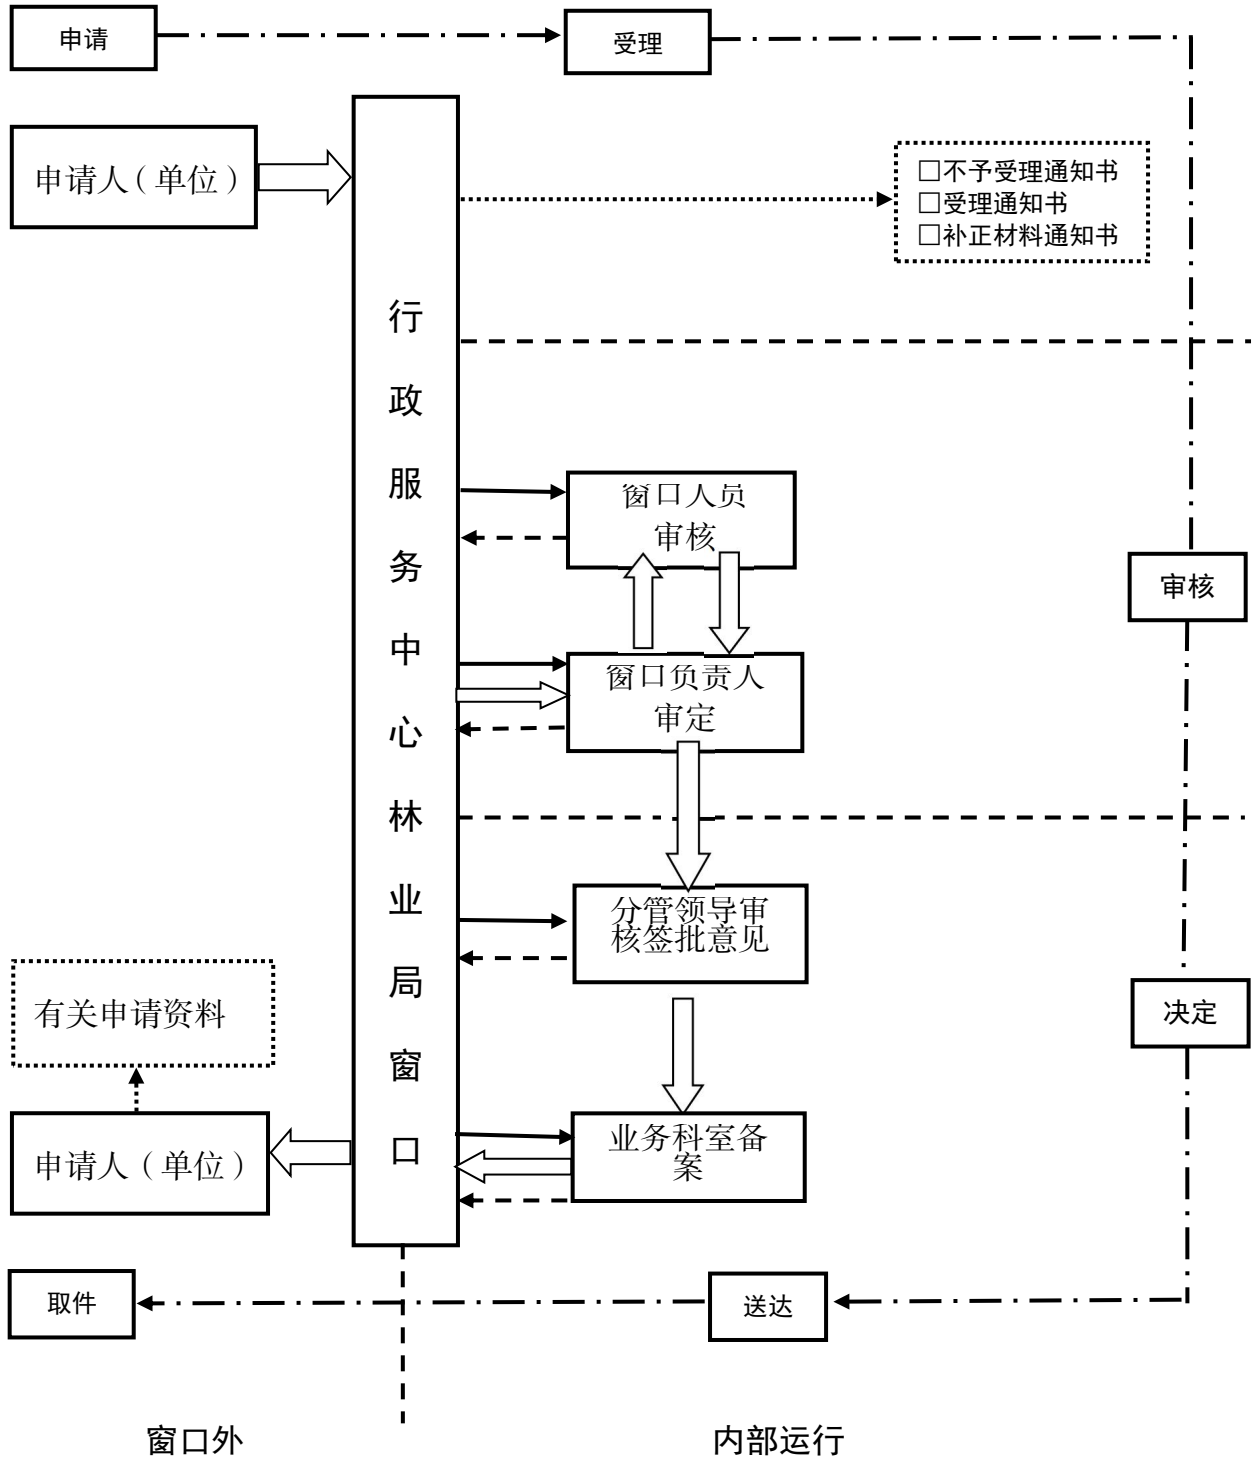 申请
受理
申请人（单位）
□不予受理通知书
□受理通知书
□补正材料通知书
行
政
服
务
中
心
林
业
局
窗
口
窗口人员
审核
审核
窗口负责人
审定
分管领导审
核签批意见
有关申请资料
决定
申请人（单位）
业务科室备
案
取件
送达
窗口外
内部运行